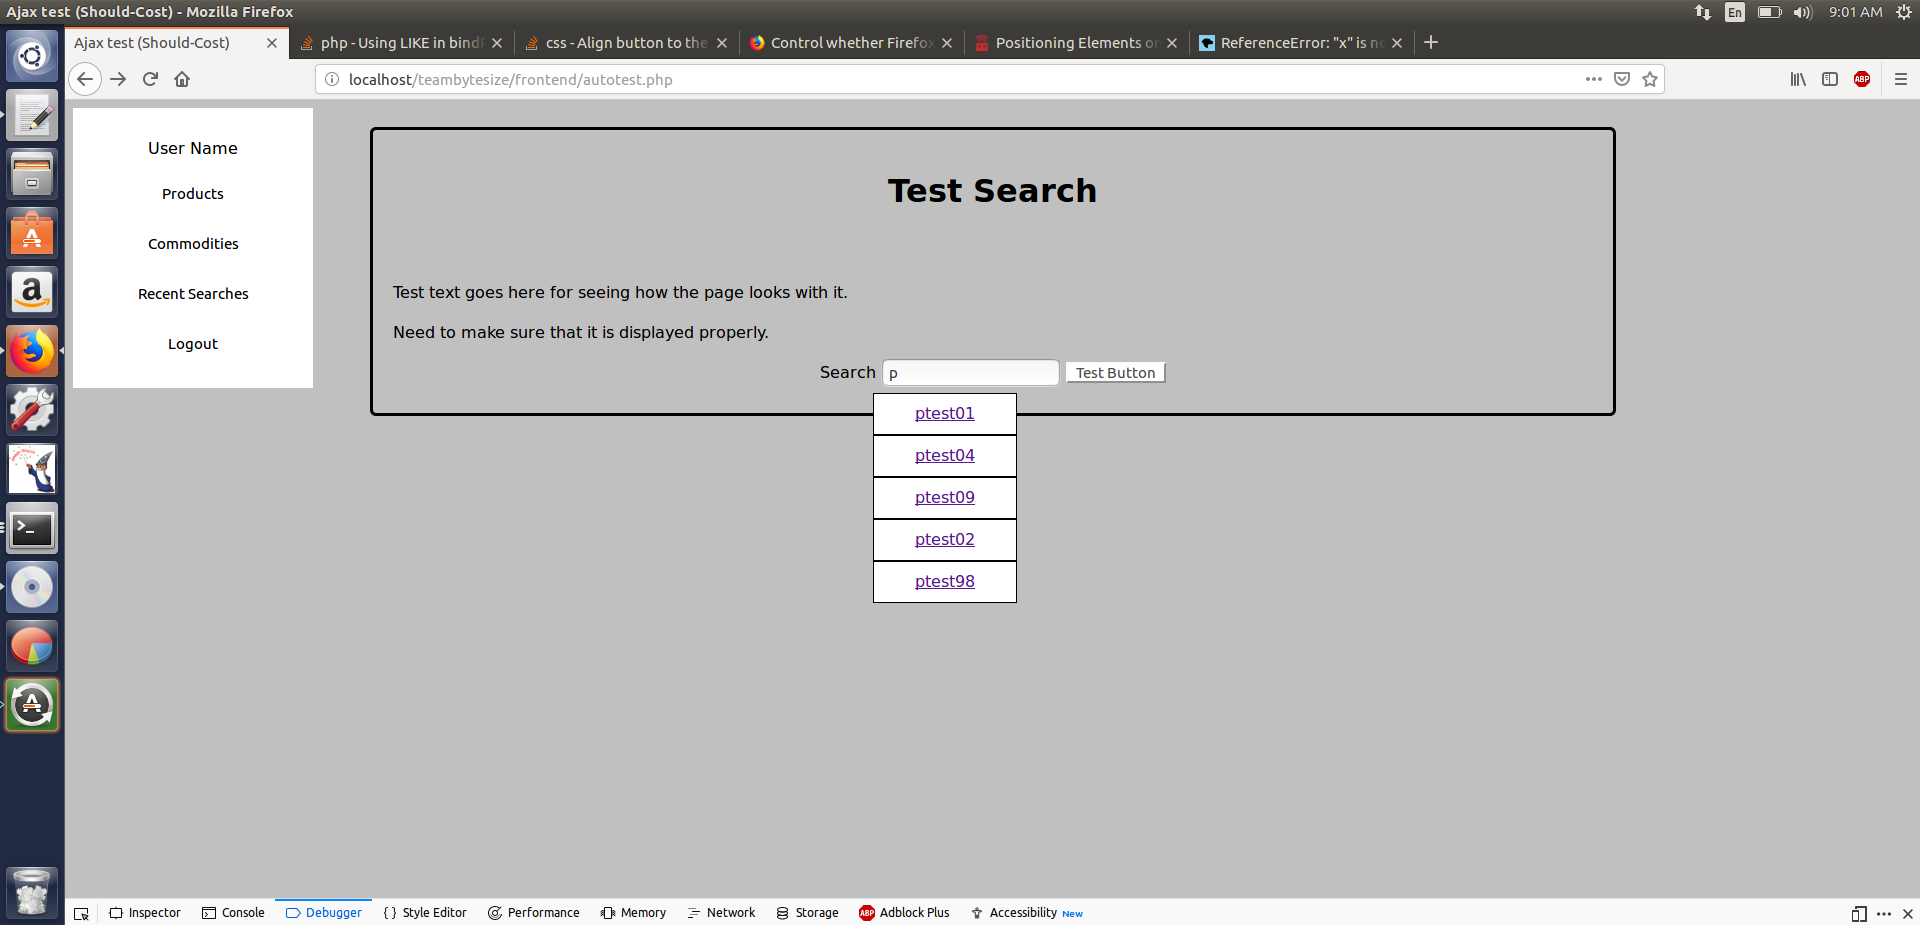 Ajax test (Should-Cost) - Mozilla Firefox
En
9:01 AM
Ajax test (Should-Cost)
php - Using LIKE in bind
css - Align button to the
Control whether Firefox
Positioning Elements o
ReferenceError: "x" is n
localhost/teambytesize/frontend/autotest.php
ABP
User Name
Products
Commodities
Recent Searches
Logout
Test Search
Test text goes here for seeing how the page looks with it.
Need to make sure that it is displayed properly.
Search
p
Test Button
ptest01
ptest04
ptest09
ptest02
ptest98
Inspector
Console
Debugger
{ } Style Editor
Performance
Memory
Network
Storage
ABP Adblock Plus
Accessibility New